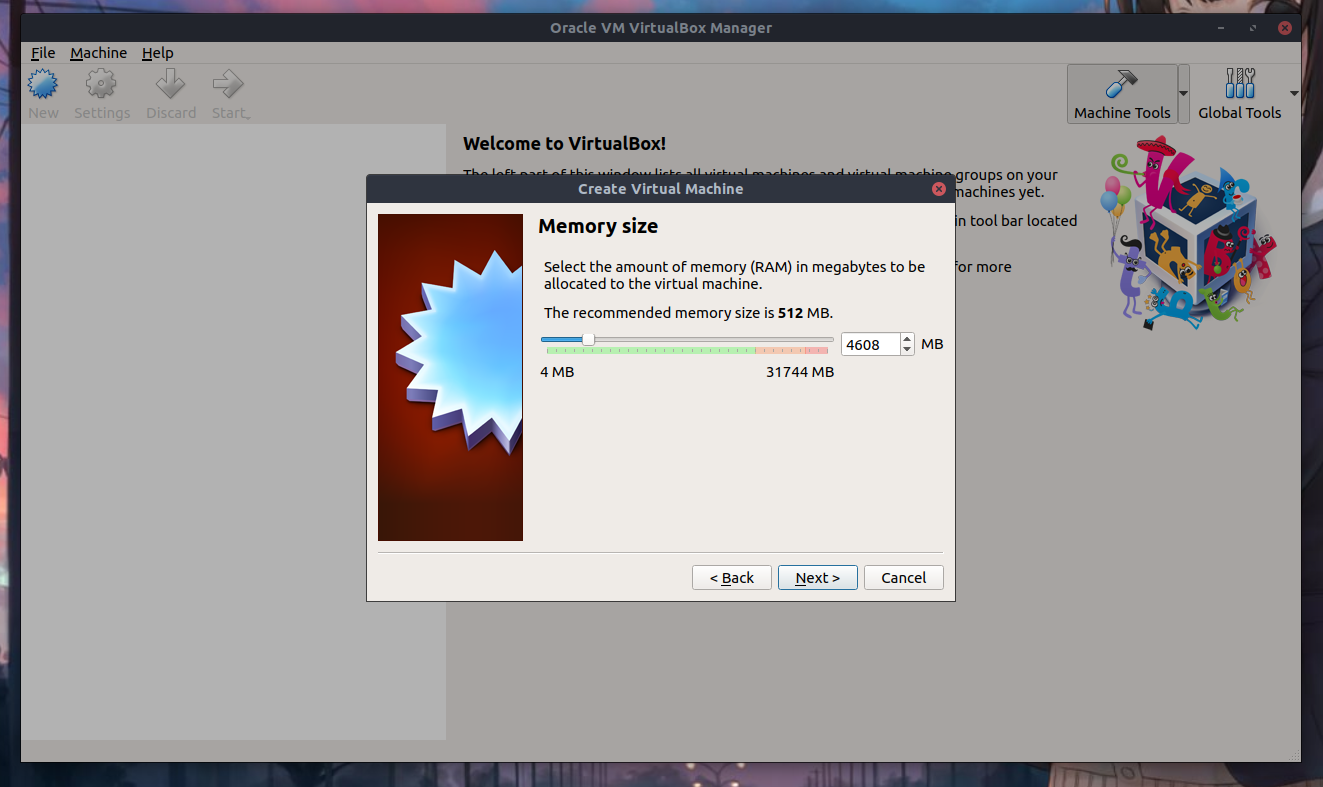 Oracle VM VirtualBox Manager
File Machine Help
New Settings Discard Start
Machine Tools Global Tools
Welcome to VirtualBox!
The left part of this window lists all virtual machines and virtual machine groups on your
machines yet.
in tool bar located
for more
Create Virtual Machine
Memory size
Select the amount of memory (RAM) in megabytes to be
allocated to the virtual machine.
The recommended memory size is 512 MB.
4608 MB
4 MB 31744 MB
< Back Next > Cancel